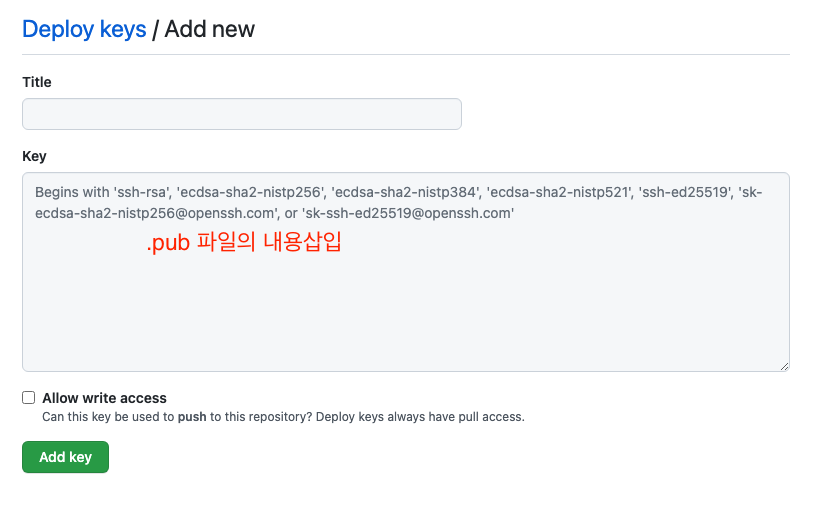 Deploy keys / Add new
Title
Key
Begins with 'ssh-rsa', 'ecdsa-sha2-nistp256', 'ecdsa-sha2-nistp384', 'ecdsa-sha2-nistp521', 'ssh-ed25519', 'sk-
ecdsa-sha2-nistp256@openssh.com', or 'sk-ssh-ed25519@openssh.com'
.pub 파일의 내용삽입
Allow write access
Can this key be used to push to this repository? Deploy keys always have pull access.
Add key